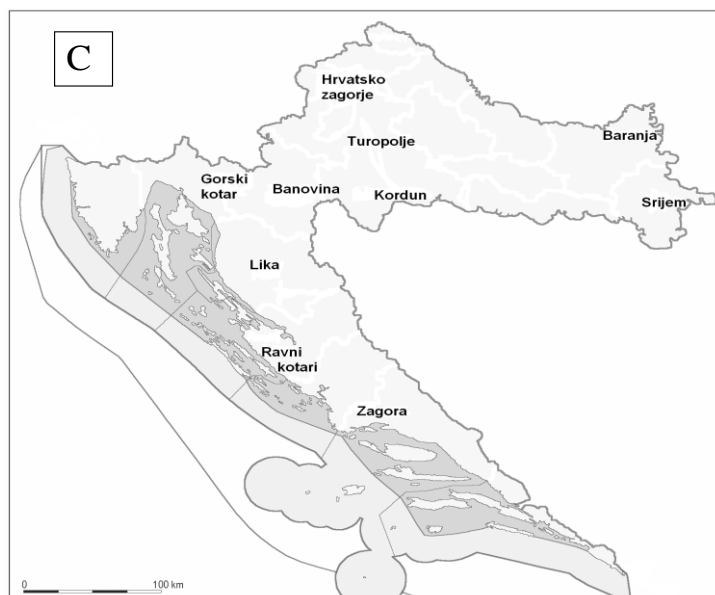 C
Hrvatsko
zagorje
Turopolje
Baranja
Gorski
kotar
Banovina
Kordun
Srijem
Lika
Ravni
kotari
Zagora
0
100 km